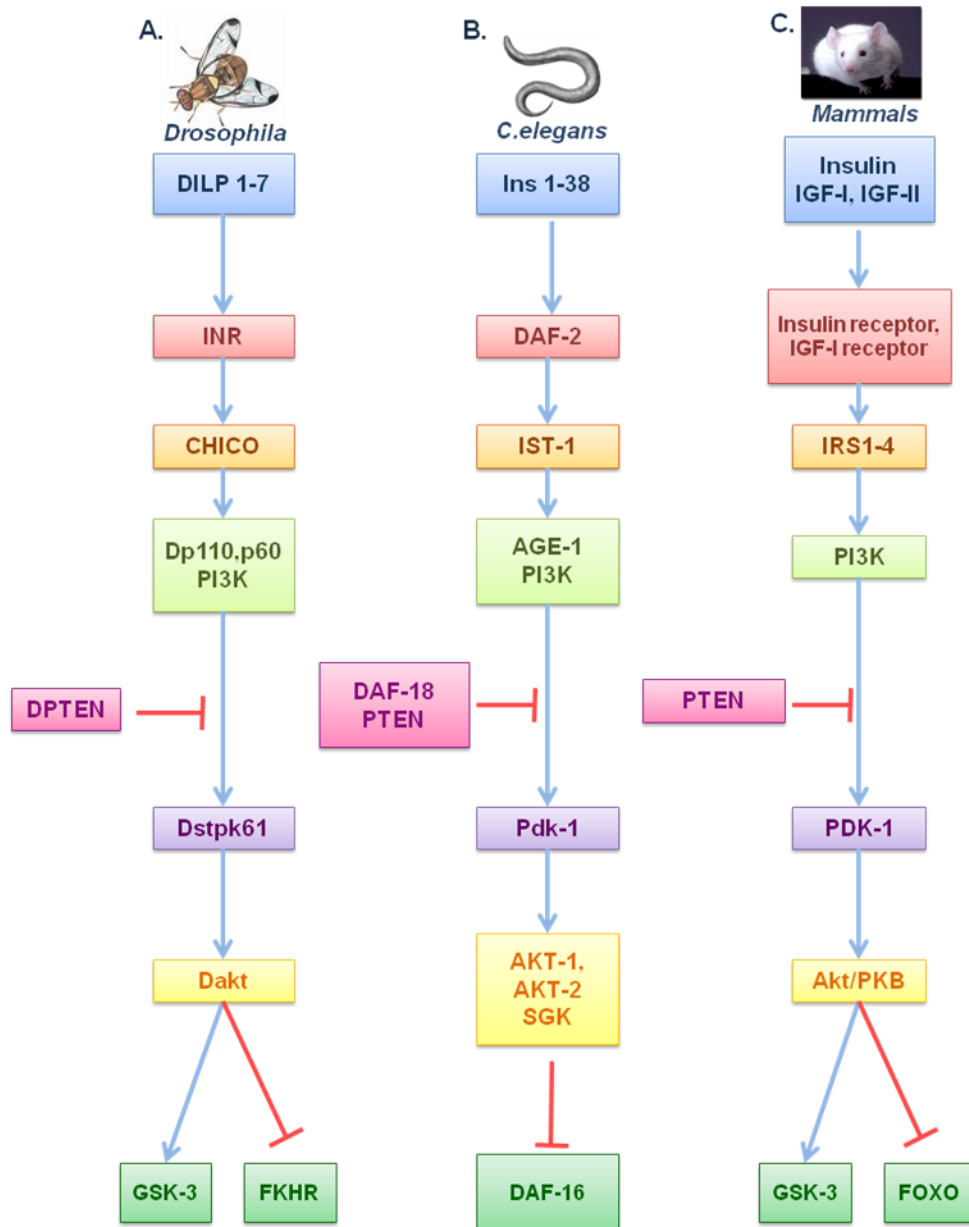 A.
Drosophila
DILP 1-7
INR
CHICO
Dp110,p60
PI3K
DPTEN
Dstpk61
Dakt
GSK-3
FKHR
B.
C.elegans
Ins 1-38
DAF-2
IST-1
AGE-1
PI3K
DAF-18
PTEN
Pdk-1
AKT-1,
AKT-2
SGK
DAF-16
C.
Mammals
Insulin
IGF-I, IGF-II
Insulin receptor,
IGF-I receptor
IRS1-4
PI3K
PTEN
PDK-1
Akt/PKB
GSK-3
FOXO